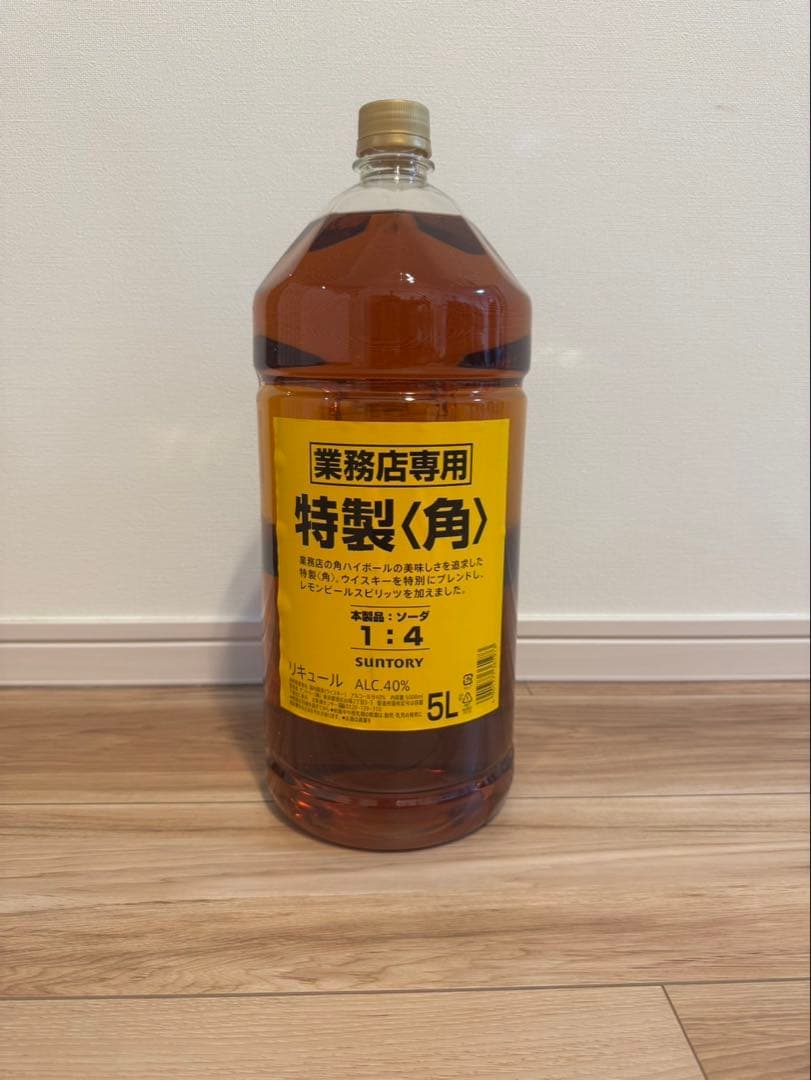 業務店専用
特製〈角〉
業務店の角ハイボールの美味しさを追求した
特製〈角〉。ウイスキーを特別にブレンドし、
レモンピールスピリッツを加えました。
本製品：ソーダ
1：4
SUNTORY
リキュール ALC.40%
5L